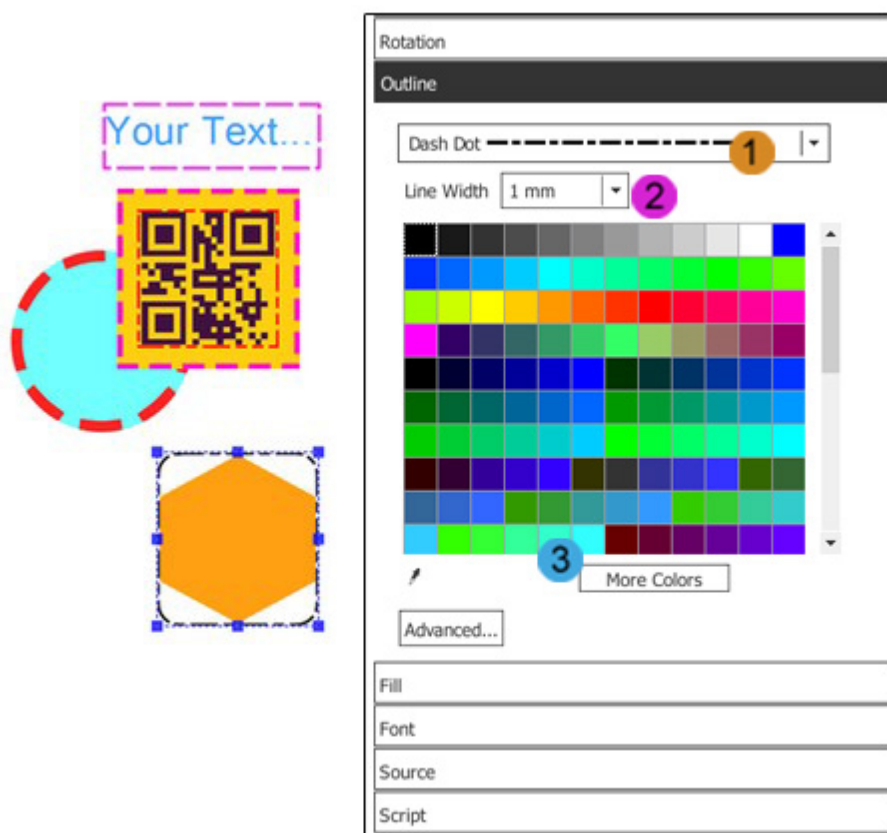 Rotation
Outline
Your Text...
Dash Dot
1
Line Width 1 mm
2
3
More Colors
Advanced...
Fill
Font
Source
Script